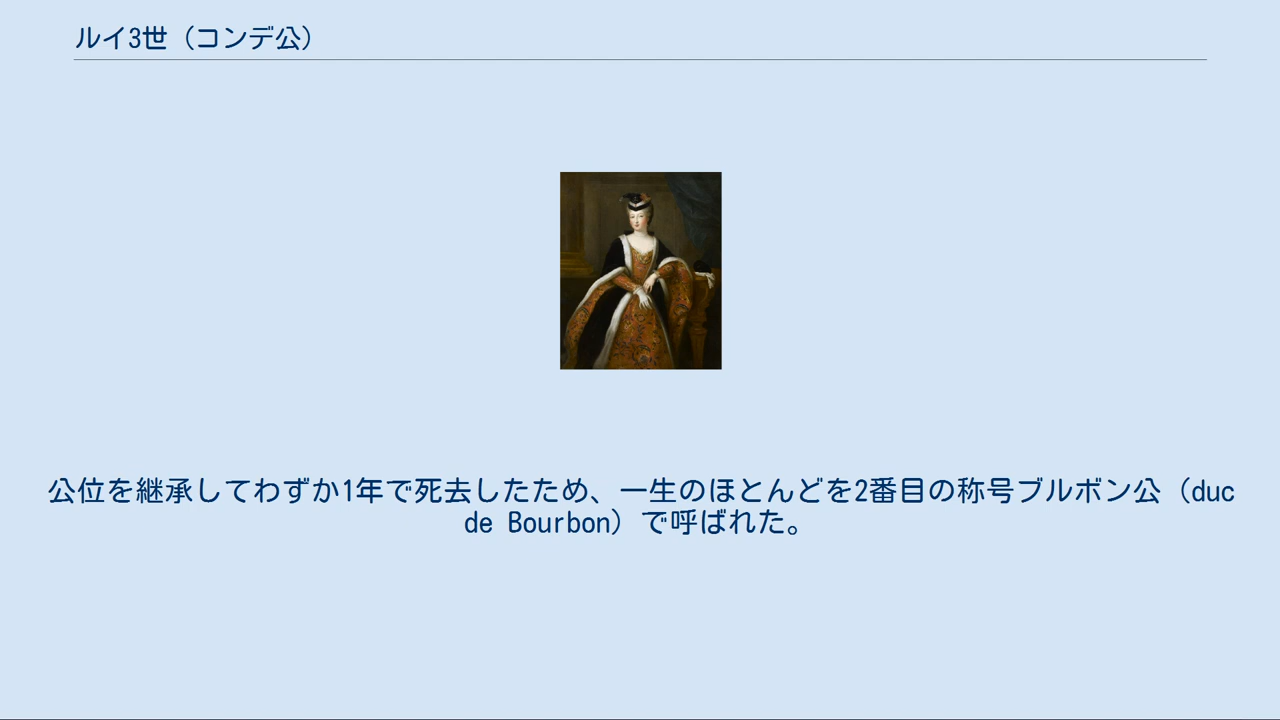 ルイ3世（コンデ公）
公位を継承してわずか1年で死去したため、一生のほとんどを2番目の称号ブルボン公（duc
de Bourbon）で呼ばれた。